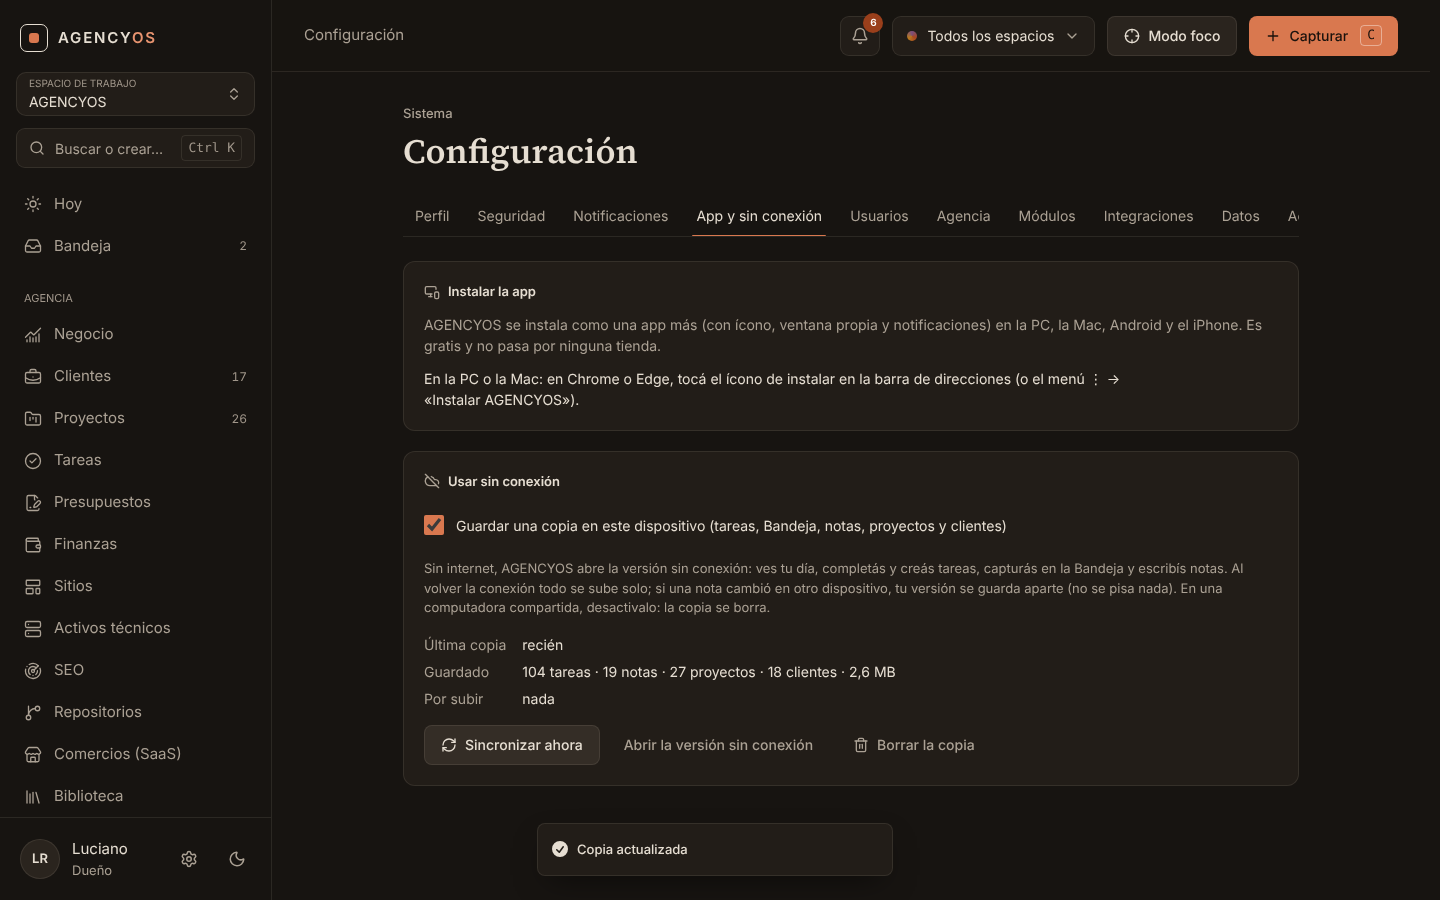 AGENCYOS
ESPACIO DE TRABAJO
AGENCYOS
Buscar o crear... Ctrl K
Hoy
Bandeja 2
AGENCIA
Negocio
Clientes 17
Proyectos 26
Tareas
Presupuestos
Finanzas
Sitios
Activos técnicos
SEO
Repositorios
Comercios (SaaS)
Biblioteca
LR Luciano
Dueño
Configuración
6
Todos los espacios
Modo foco
Capturar C
Sistema
Configuración
Perfil Seguridad Notificaciones App y sin conexión Usuarios Agencia Módulos Integraciones Datos
Instalar la app
AGENCYOS se instala como una app más (con ícono, ventana propia y notificaciones) en la PC, la Mac, Android y el iPhone. Es
gratis y no pasa por ninguna tienda.
En la PC o la Mac: en Chrome o Edge, tocá el ícono de instalar en la barra de direcciones (o el menú ⋮ →
«Instalar AGENCYOS»).
Usar sin conexión
Guardar una copia en este dispositivo (tareas, Bandeja, notas, proyectos y clientes)
Sin internet, AGENCYOS abre la versión sin conexión: ves tu día, completás y creás tareas, capturás en la Bandeja y escribís notas. Al
volver la conexión todo se sube solo; si una nota cambió en otro dispositivo, tu versión se guarda aparte (no se pisa nada). En una
computadora compartida, desactivalo: la copia se borra.
Última copia recién
Guardado 104 tareas · 19 notas · 27 proyectos · 18 clientes · 2,6 MB
Por subir nada
Sincronizar ahora Abrir la versión sin conexión Borrar la copia
Copia actualizada